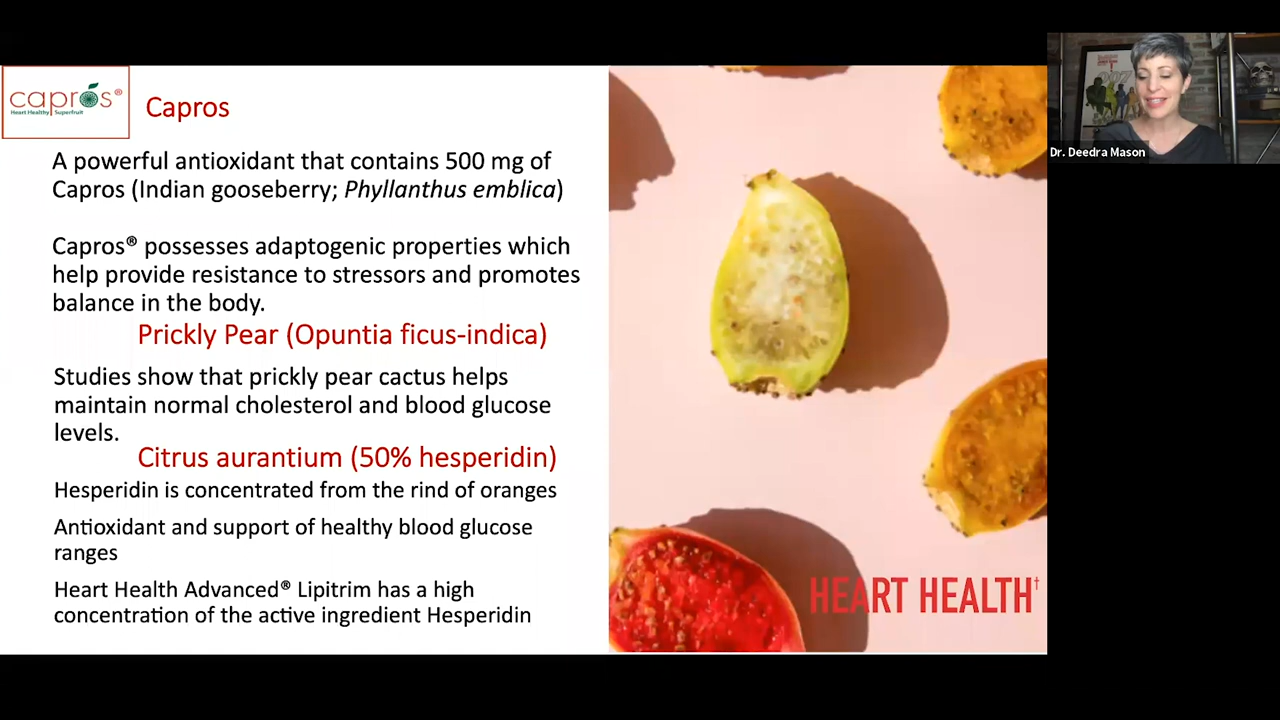 capros®
Heart Healthy Superfruit
Capros
A powerful antioxidant that contains 500 mg of
Capros (Indian gooseberry; Phyllanthus emblica)
Capros® possesses adaptogenic properties which
help provide resistance to stressors and promotes
balance in the body.
Prickly Pear (Opuntia ficus-indica)
Studies show that prickly pear cactus helps
maintain normal cholesterol and blood glucose
levels.
Citrus aurantium (50% hesperidin)
Hesperidin is concentrated from the rind of oranges
Antioxidant and support of healthy blood glucose
ranges
Heart Health Advanced® Lipitrim has a high
concentration of the active ingredient Hesperidin
HEART HEALTH†
007
Dr. Deedra Mason